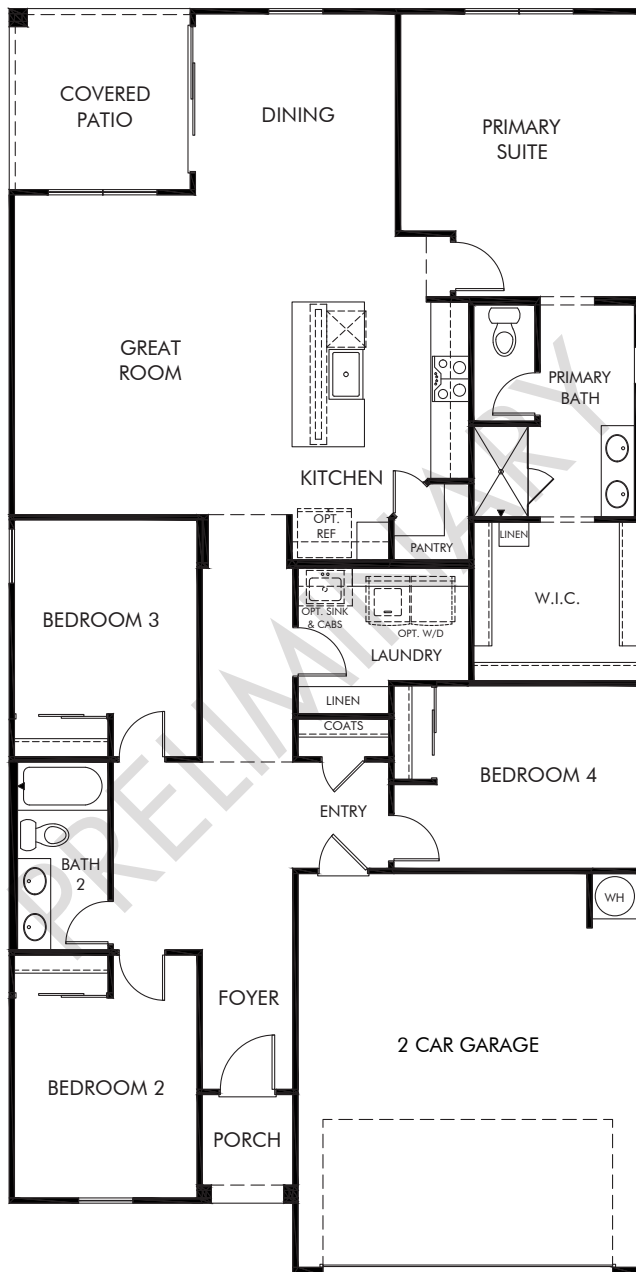 COVERED
PATIO
DINING
PRIMARY
SUITE
GREAT
ROOM
PRIMARY
BATH
KITCHEN
OPT.
REF
PANTRY
LINEN
W.I.C.
OPT. SINK
& CABS
OPT. W/D
LAUNDRY
BEDROOM 3
LINEN
COATS
BEDROOM 4
ENTRY
BATH
2
WH
FOYER
2 CAR GARAGE
BEDROOM 2
PORCH
PRELIMINARY